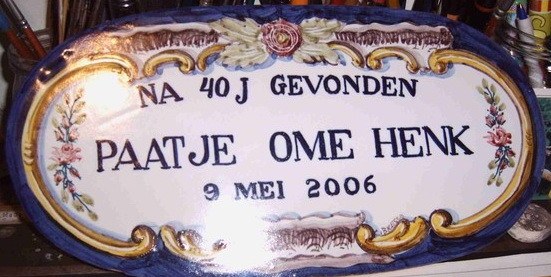 NA 40 J GEVONDEN
PAATJE OME HENK
9 MEI 2006